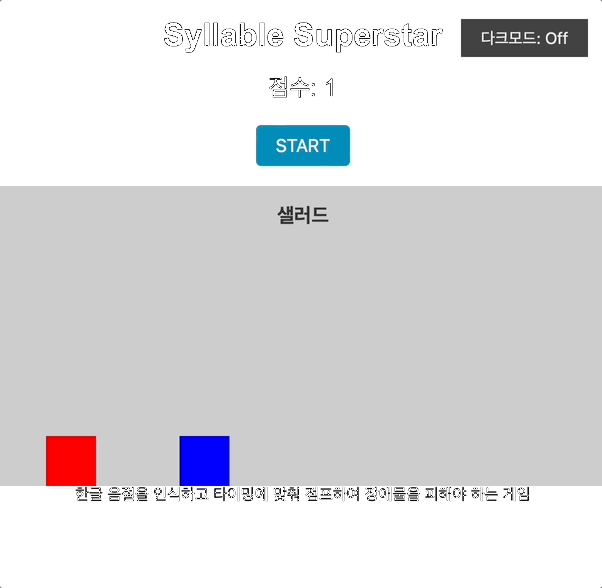 Syllable Superstar
다크모드: Off
점수: 1
START
샐러드
한글 음절을 인식하고 타이밍에 맞춰 점프하여 장애물을 피해야 하는 게임